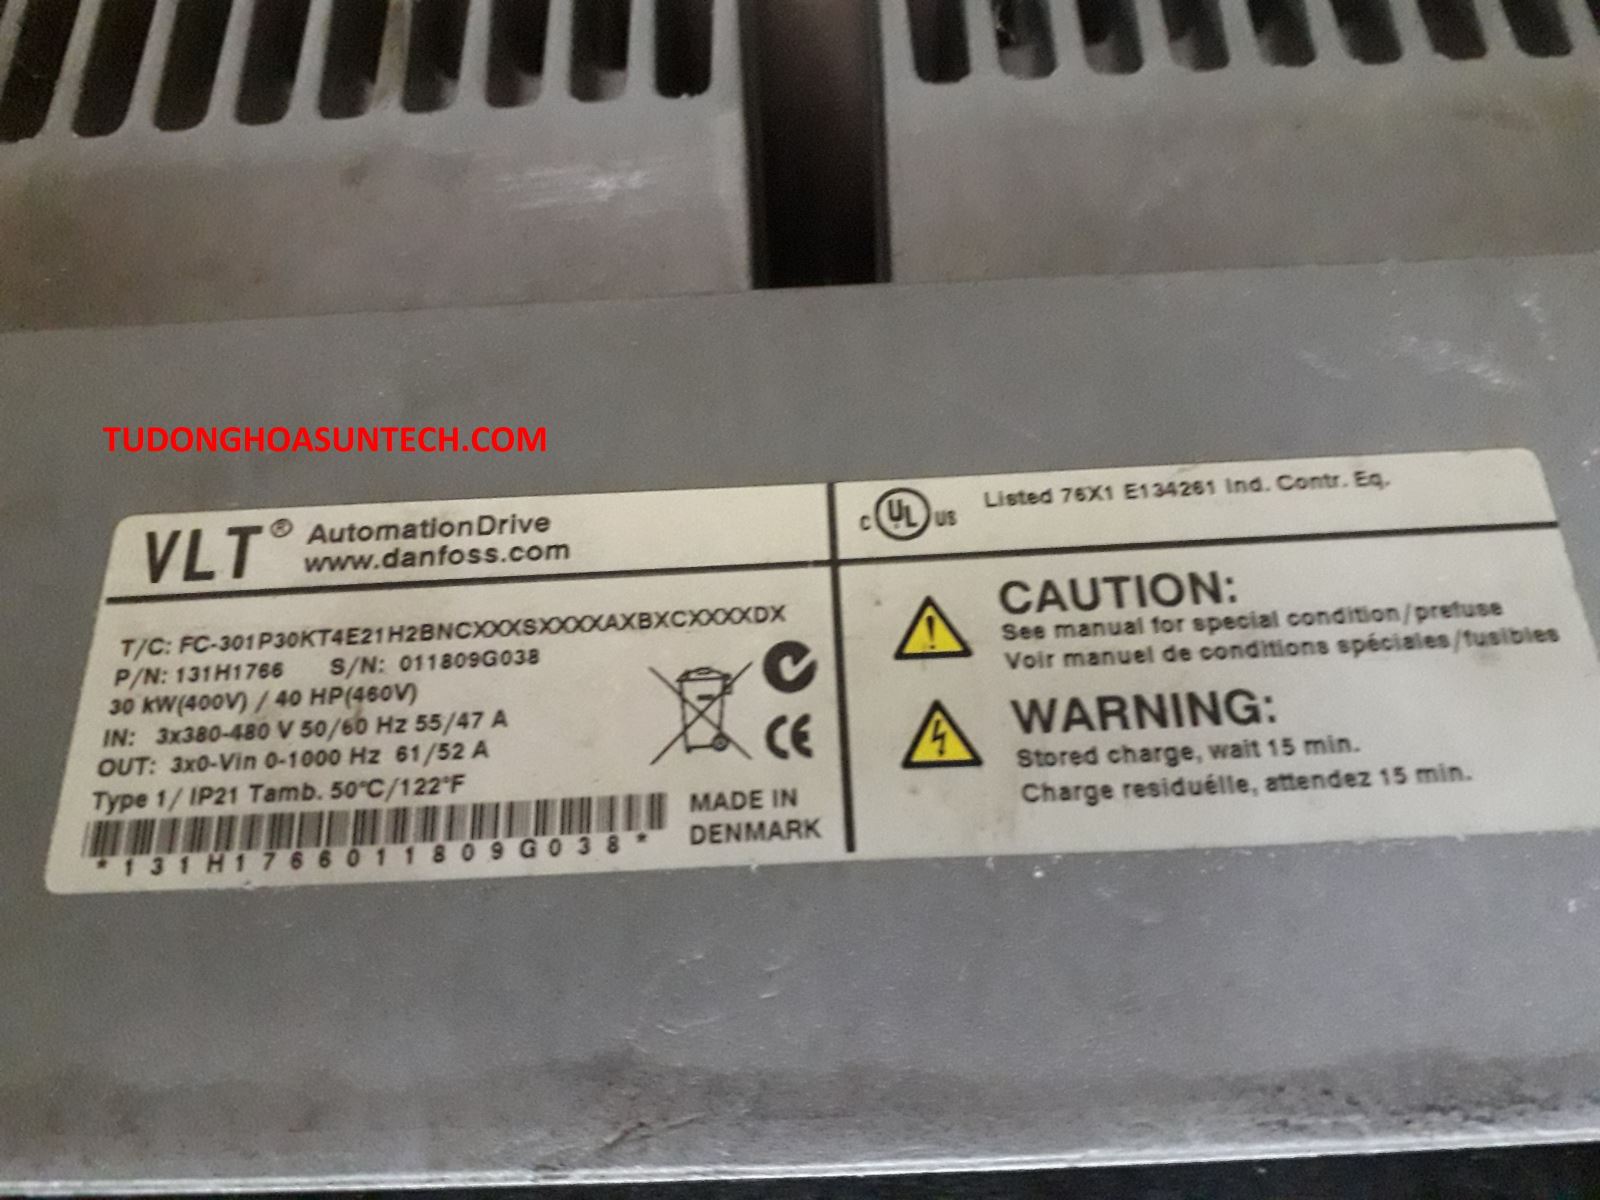 TUDONGHOASUNTECH.COM
VLT® AutomationDrive
www.danfoss.com
T/C: FC-301P30KT4E21H2BNCXXXSXXXXAXBXCXXXXDX
P/N: 131H1766 S/N: 011809G038
30 kW(400V) / 40 HP(460V)
IN: 3x380-480 V 50/60 Hz 55/47 A
OUT: 3x0-Vin 0-1000 Hz 61/52 A
Type 1/ IP21 Tamb. 50°C/122°F
*131H1766011809G038*
MADE IN
DENMARK
CE
C UL US Listed 76X1 E134261 Ind. Contr. Eq.
CAUTION:
See manual for special condition/prefuse
Voir manuel de conditions spéciales/fusibles
WARNING:
Stored charge, wait 15 min.
Charge residuélle, attendez 15 min.